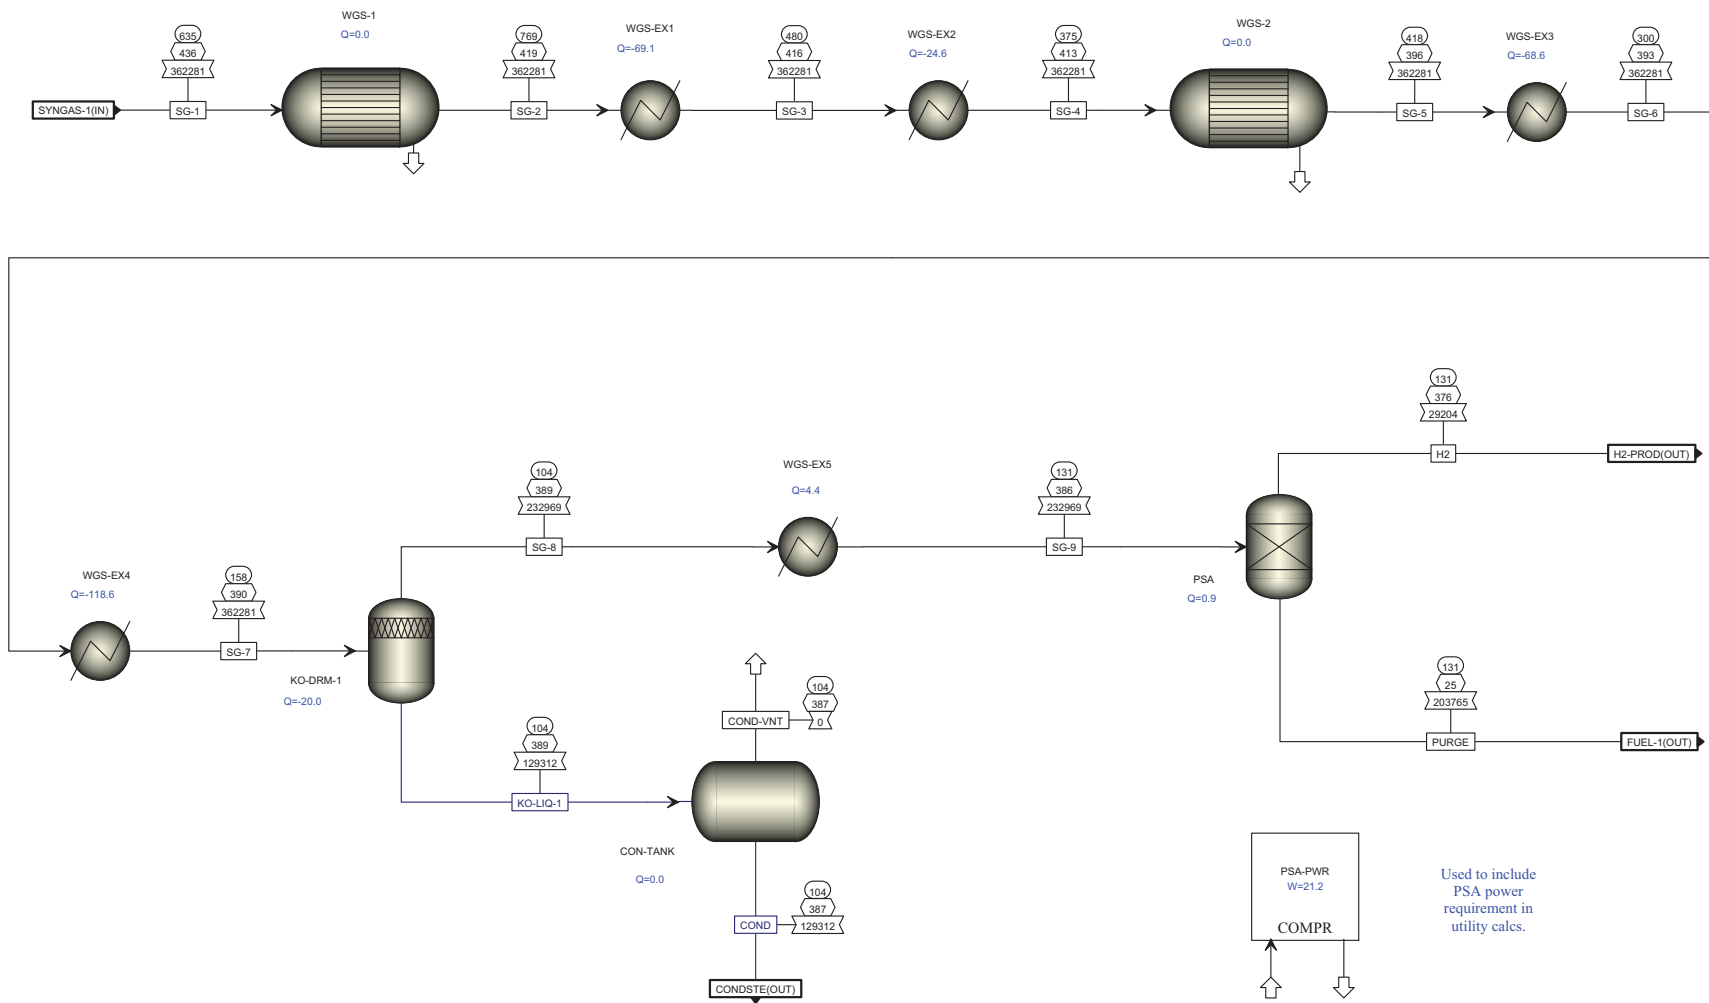 WGS-1
Q=0.0
WGS-EX1
Q=-69.1
WGS-EX2
Q=-24.6
WGS-2
Q=0.0
WGS-EX3
Q=-68.6
635
436
362281
769
419
362281
480
416
362281
375
413
362281
418
396
362281
300
393
362281
SYNGAS-1(IN)
SG-1
SG-2
SG-3
SG-4
SG-5
SG-6
131
376
29204
H2
H2-PROD(OUT)
WGS-EX5
Q=4.4
104
389
232969
SG-8
131
386
232969
SG-9
PSA
Q=0.9
WGS-EX4
Q=-118.6
158
390
362281
SG-7
KO-DRM-1
Q=-20.0
104
387
0
COND-VNT
131
25
203765
PURGE
FUEL-1(OUT)
104
389
129312
KO-LIQ-1
CON-TANK
Q=0.0
104
387
129312
COND
CONDSTE(OUT)
PSA-PWR
W=21.2
COMPR
Used to include
PSA power
requirement in
utility calcs.